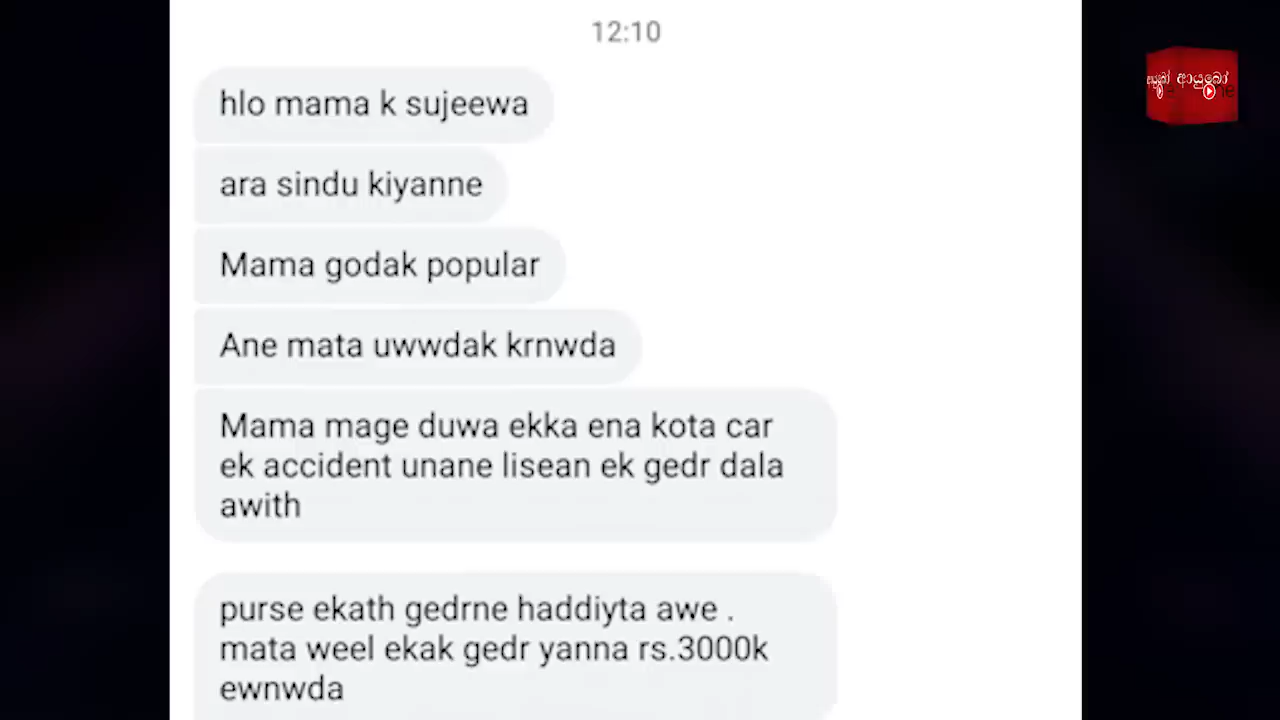 12:10
ආයුබෝ
hlo mama k sujeewa
ara sindu kiyanne
Mama godak popular
Ane mata uwwdak krnwda
Mama mage duwa ekka ena kota car
ek accident unane lisean ek gedr dala
awith
purse ekath gedrne haddiyta awe .
mata weel ekak gedr yanna rs.3000k
ewnwda